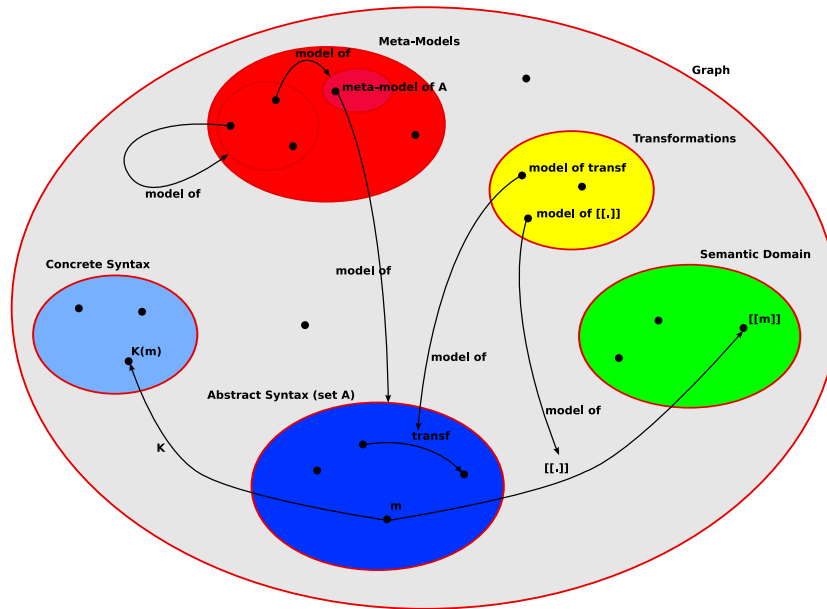 Meta-Models
model of
Graph
meta-model of A
Transformations
model of transf
model of
model of [[.]]
Semantic Domain
Concrete Syntax
model of
[[m]]
K(m)
model of
Abstract Syntax (set A)
model of
transf
K
[[.]]
m